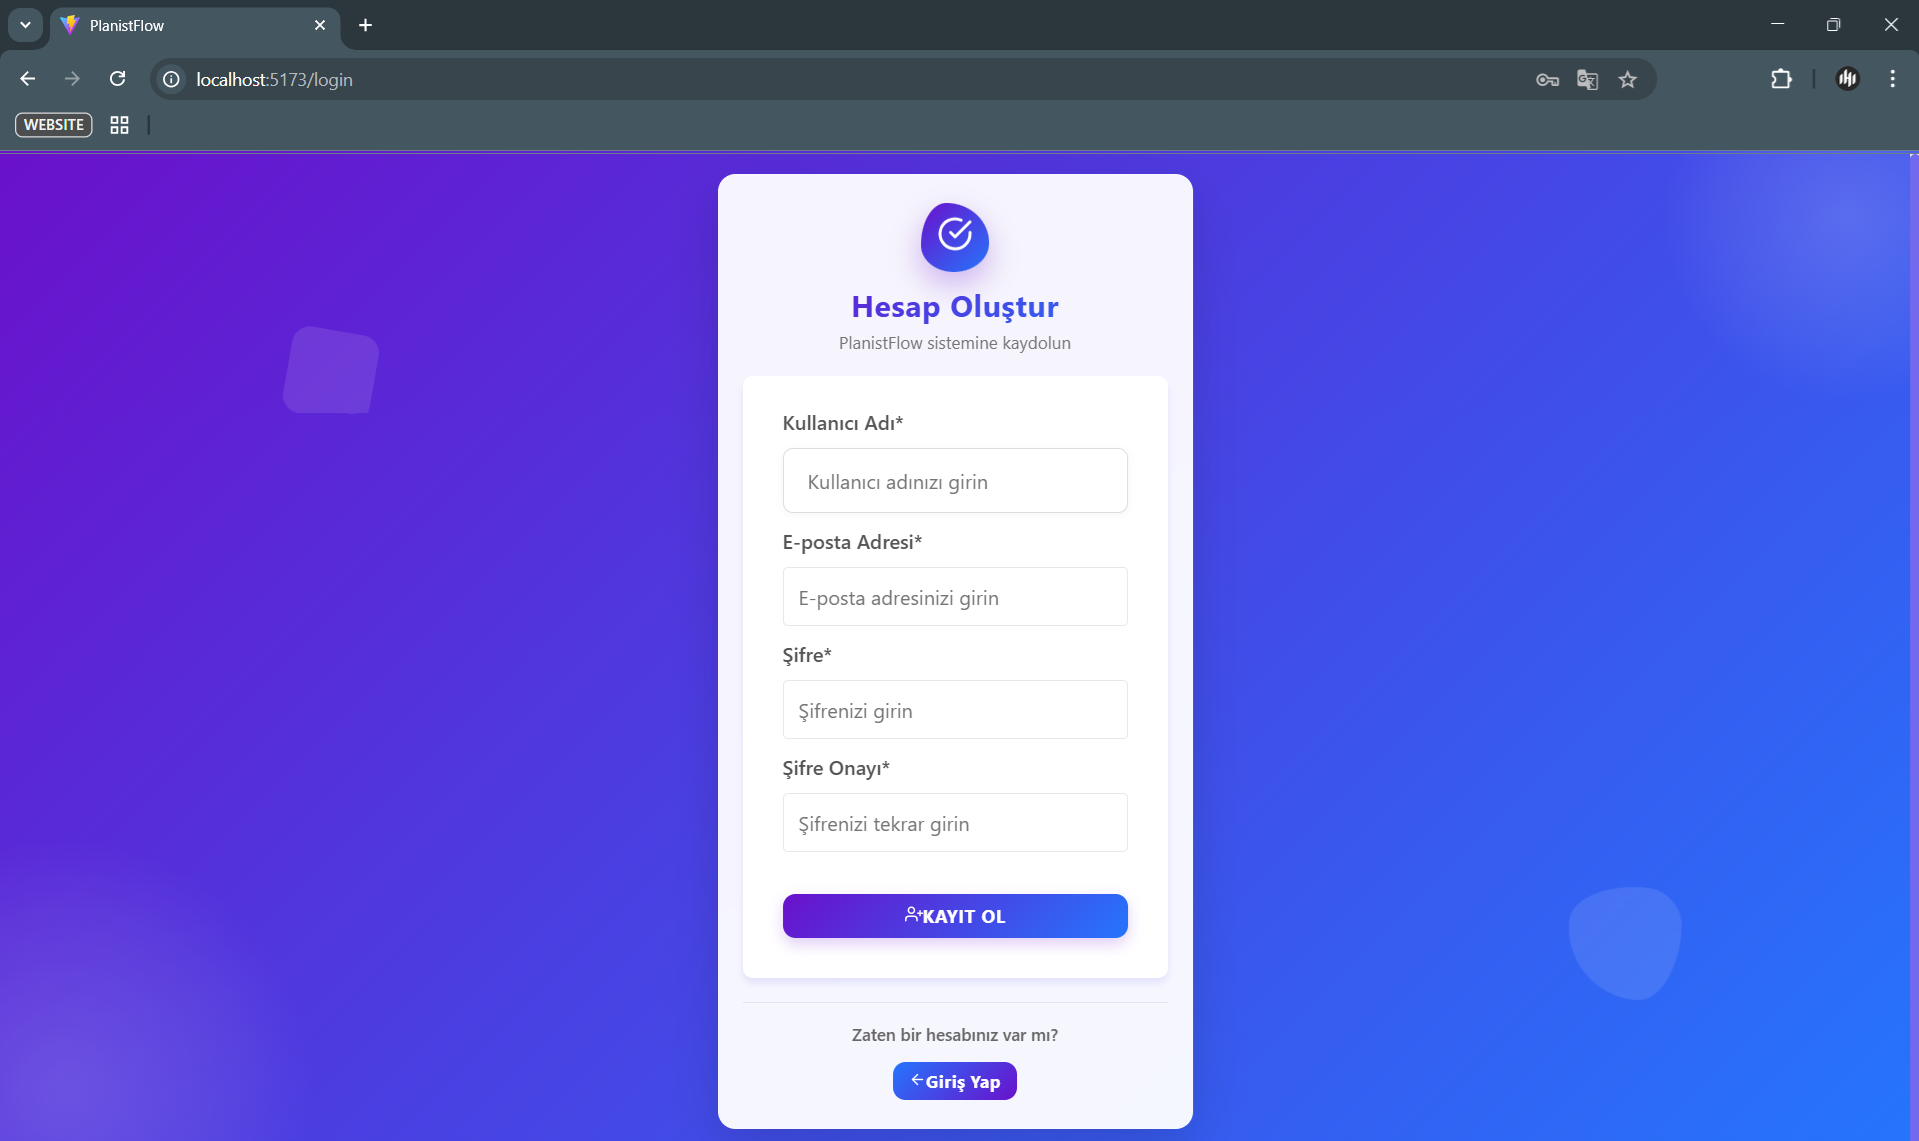 PlanistFlow
localhost:5173/login
WEBSITE
Hesap Oluştur
PlanistFlow sistemine kaydolun
Kullanıcı Adı*
Kullanıcı adınızı girin
E-posta Adresi*
E-posta adresinizi girin
Şifre*
Şifrenizi girin
Şifre Onayı*
Şifrenizi tekrar girin
KAYIT OL
Zaten bir hesabınız var mı?
Giriş Yap